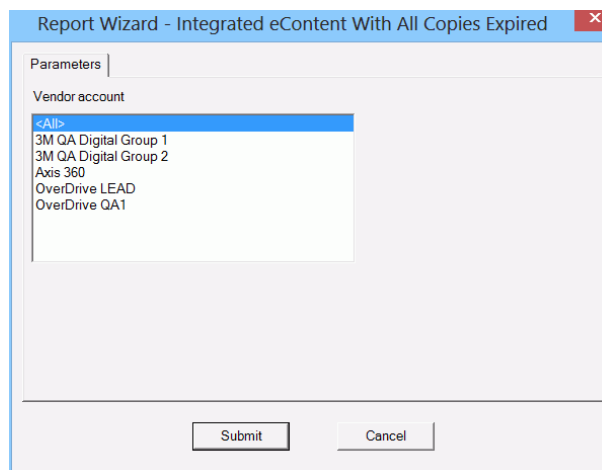 Report Wizard - Integrated eContent With All Copies Expired
Parameters
Vendor account
<All>
3M QA Digital Group 1
3M QA Digital Group 2
Axis 360
OverDrive LEAD
OverDrive QA1
Submit Cancel